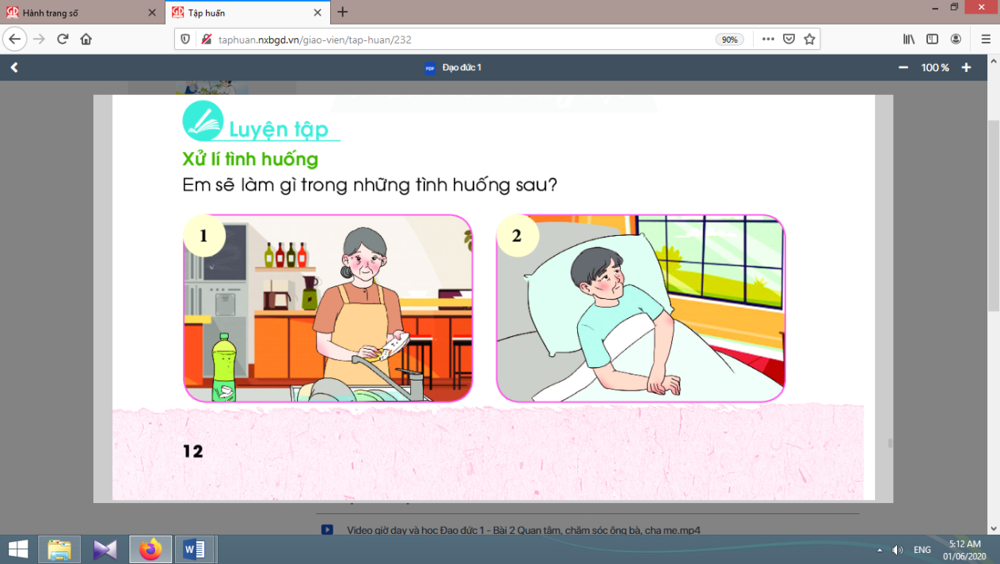 Hành trang số
Tập huấn
taphuan.nxbgd.vn/giao-vien/tap-huan/232
90%
PDF
Đạo đức 1
100 %
Luyện tập
Xử lí tình huống
Em sẽ làm gì trong những tình huống sau?
1
2
12
Video giờ dạy và học Đạo đức 1 - Bài 2 Quan tâm, chăm sóc ông bà, cha mẹ.mp4
ENG
5:12 AM
01/06/2020